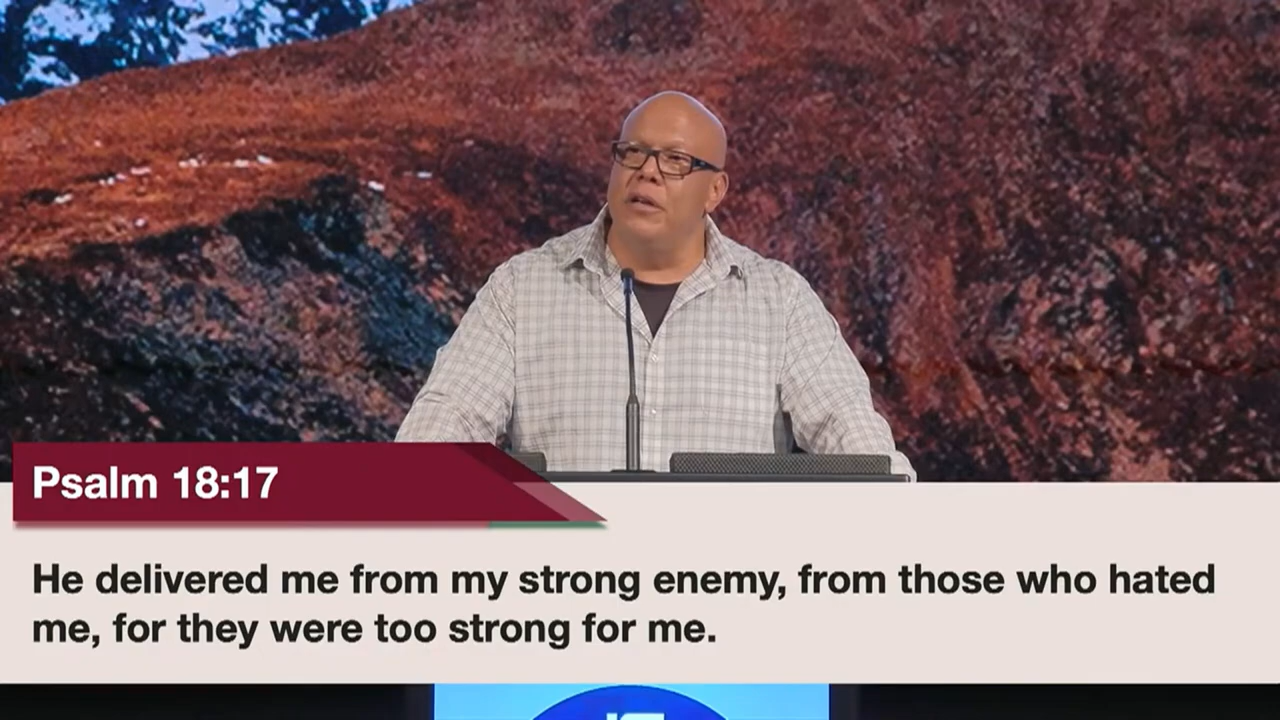 Psalm 18:17
He delivered me from my strong enemy, from those who hated
me, for they were too strong for me.